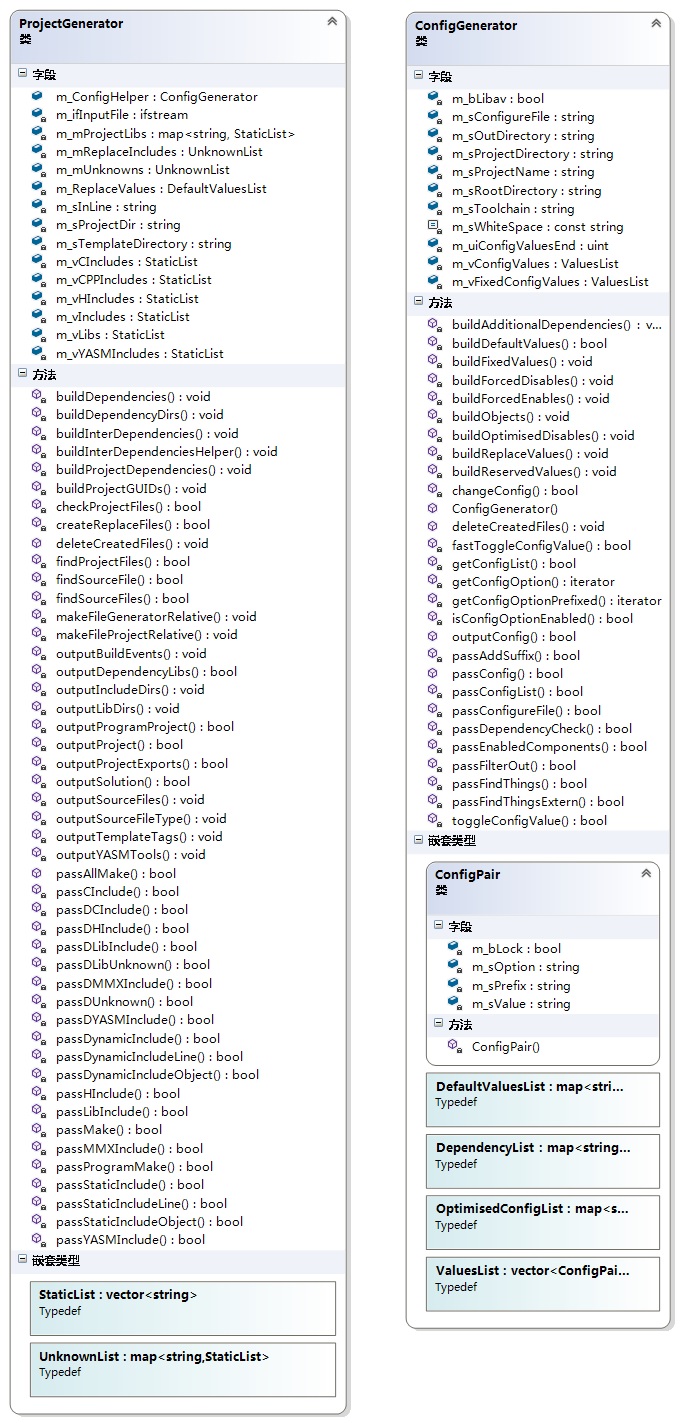 ProjectGenerator
类
字段
m_ConfigHelper : ConfigGenerator
m_ifInputFile : ifstream
m_mProjectLibs : map<string, StaticList>
m_mReplaceIncludes : UnknownList
m_mUnknowns : UnknownList
m_ReplaceValues : DefaultValuesList
m_sInLine : string
m_sProjectDir : string
m_sTemplateDirectory : string
m_vCIncludes : StaticList
m_vCPPIncludes : StaticList
m_vHIncludes : StaticList
m_vIncludes : StaticList
m_vLibs : StaticList
m_vYASMIncludes : StaticList
方法
buildDependencies() : void
buildDependencyDirs() : void
buildInterDependencies() : void
buildInterDependenciesHelper() : void
buildProjectDependencies() : void
buildProjectGUIDs() : void
checkProjectFiles() : bool
createReplaceFiles() : bool
deleteCreatedFiles() : void
findProjectFiles() : bool
findSourceFile() : bool
findSourceFiles() : bool
makeFileGeneratorRelative() : void
makeFileProjectRelative() : void
outputBuildEvents() : void
outputDependencyLibs() : bool
outputIncludeDirs() : void
outputLibDirs() : void
outputProgramProject() : bool
outputProject() : bool
outputProjectExports() : bool
outputSolution() : bool
outputSourceFiles() : void
outputSourceFileType() : void
outputTemplateTags() : void
outputYASMTools() : void
passAllMake() : bool
passCInclude() : bool
passDCInclude() : bool
passDHInclude() : bool
passDLibInclude() : bool
passDLibUnknown() : bool
passDMMXInclude() : bool
passDUnknown() : bool
passDYASMInclude() : bool
passDynamicInclude() : bool
passDynamicIncludeLine() : bool
passDynamicIncludeObject() : bool
passHInclude() : bool
passLibInclude() : bool
passMake() : bool
passMMXInclude() : bool
passProgramMake() : bool
passStaticInclude() : bool
passStaticIncludeLine() : bool
passStaticIncludeObject() : bool
passYASMInclude() : bool
嵌套类型
StaticList : vector<string>
Typedef
UnknownList : map<string,StaticList>
Typedef
ConfigGenerator
类
字段
m_bLibav : bool
m_sConfigureFile : string
m_sOutDirectory : string
m_sProjectDirectory : string
m_sProjectName : string
m_sRootDirectory : string
m_sToolchain : string
m_sWhiteSpace : const string
m_uiConfigValuesEnd : uint
m_vConfigValues : ValuesList
m_vFixedConfigValues : ValuesList
方法
buildAdditionalDependencies() : v...
buildDefaultValues() : bool
buildFixedValues() : void
buildForcedDisables() : void
buildForcedEnables() : void
buildObjects() : void
buildOptimisedDisables() : void
buildReplaceValues() : void
buildReservedValues() : void
changeConfig() : bool
ConfigGenerator()
deleteCreatedFiles() : void
fastToggleConfigValue() : bool
getConfigList() : bool
getConfigOption() : iterator
getConfigOptionPrefixed() : iterator
isConfigOptionEnabled() : bool
outputConfig() : bool
passAddSuffix() : bool
passConfig() : bool
passConfigList() : bool
passConfigureFile() : bool
passDependencyCheck() : bool
passEnabledComponents() : bool
passFilterOut() : bool
passFindThings() : bool
passFindThingsExtern() : bool
toggleConfigValue() : bool
嵌套类型
ConfigPair
类
字段
m_bLock : bool
m_sOption : string
m_sPrefix : string
m_sValue : string
方法
ConfigPair()
DefaultValuesList : map<stri...
Typedef
DependencyList : map<string...
Typedef
OptimisedConfigList : map<s...
Typedef
ValuesList : vector<ConfigPai...
Typedef